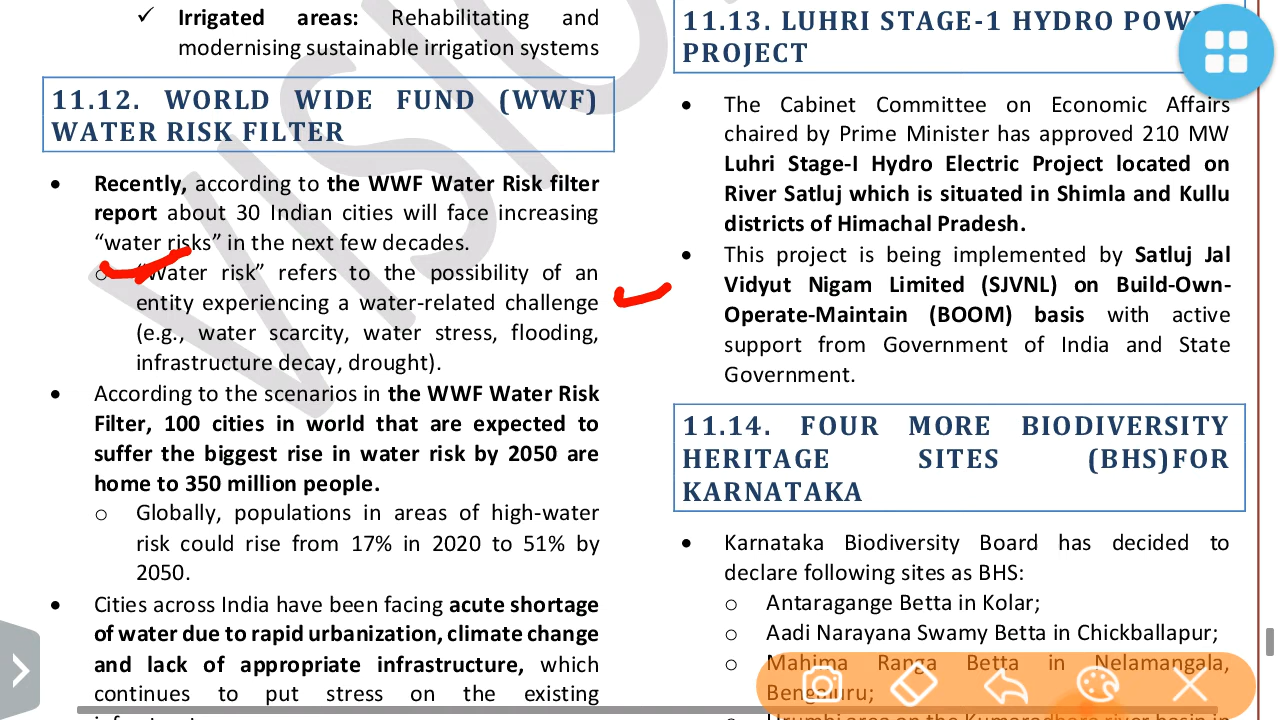 ✓ Irrigated areas: Rehabilitating and
modernising sustainable irrigation systems
11.12. WORLD WIDE FUND (WWF)
WATER RISK FILTER
• Recently, according to the WWF Water Risk filter
report about 30 Indian cities will face increasing
“water risks” in the next few decades.
o “Water risk” refers to the possibility of an
entity experiencing a water-related challenge
(e.g., water scarcity, water stress, flooding,
infrastructure decay, drought).
• According to the scenarios in the WWF Water Risk
Filter, 100 cities in world that are expected to
suffer the biggest rise in water risk by 2050 are
home to 350 million people.
o Globally, populations in areas of high-water
risk could rise from 17% in 2020 to 51% by
2050.
• Cities across India have been facing acute shortage
of water due to rapid urbanization, climate change
and lack of appropriate infrastructure, which
continues to put stress on the existing
11.13. LUHRI STAGE-1 HYDRO POW
PROJECT
• The Cabinet Committee on Economic Affairs
chaired by Prime Minister has approved 210 MW
Luhri Stage-I Hydro Electric Project located on
River Satluj which is situated in Shimla and Kullu
districts of Himachal Pradesh.
• This project is being implemented by Satluj Jal
Vidyut Nigam Limited (SJVNL) on Build-Own-
Operate-Maintain (BOOM) basis with active
support from Government of India and State
Government.
11.14. FOUR MORE BIODIVERSITY
HERITAGE SITES (BHS)FOR
KARNATAKA
• Karnataka Biodiversity Board has decided to
declare following sites as BHS:
o Antaragange Betta in Kolar;
o Aadi Narayana Swamy Betta in Chickballapur;
o Mahima Ranga Betta in Nelamangala,
Bengaluru;